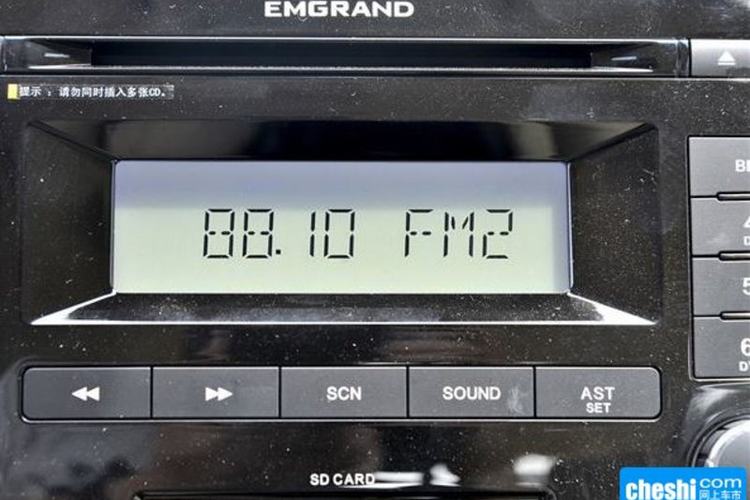 EMGRAND
提示：请勿同时插入多张CD。
88.10 FM2
SCN
SOUND
AST
SET
SD CARD
cheshi.com
网上车市